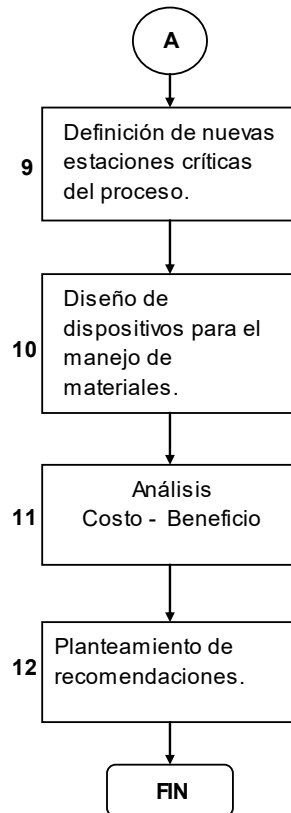 A
9
Definición de nuevas
estaciones críticas
del proceso.
10
Diseño de
dispositivos para el
manejo de
materiales.
11
Análisis
Costo - Beneficio
12
Planteamiento de
recomendaciones.
FIN